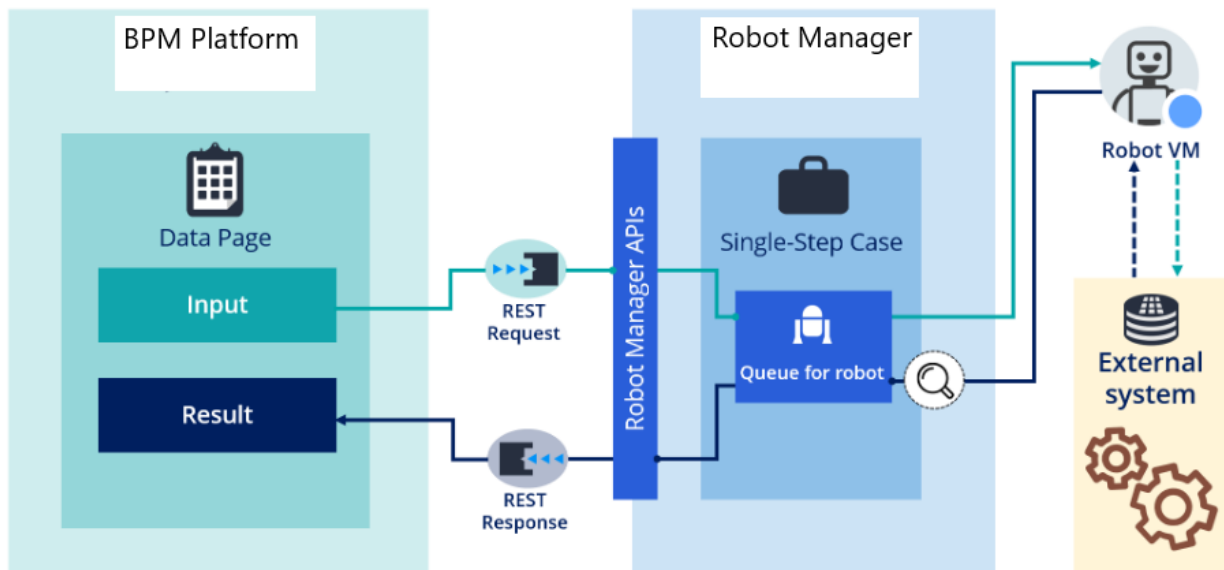 BPM Platform
Robot Manager
Data Page
Input
Result
REST
Request
REST
Response
Robot Manager APIs
Single-Step Case
Queue for robot
Robot VM
External
system